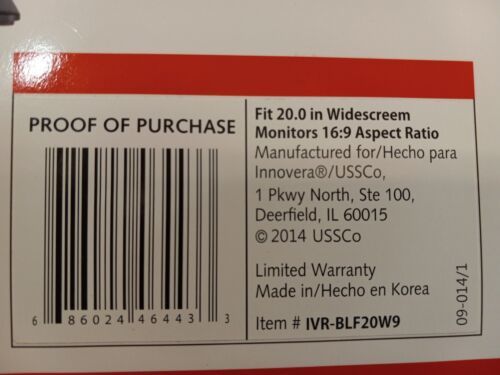 PROOF OF PURCHASE
6 86024 46443 3
Fit 20.0 in Widescreem
Monitors 16:9 Aspect Ratio
Manufactured for/Hecho para
Innovera®/USSCo,
1 Pkwy North, Ste 100,
Deerfield, IL 60015
© 2014 USSCo
Limited Warranty
Made in/Hecho en Korea
Item # IVR-BLF20W9
09-014/1